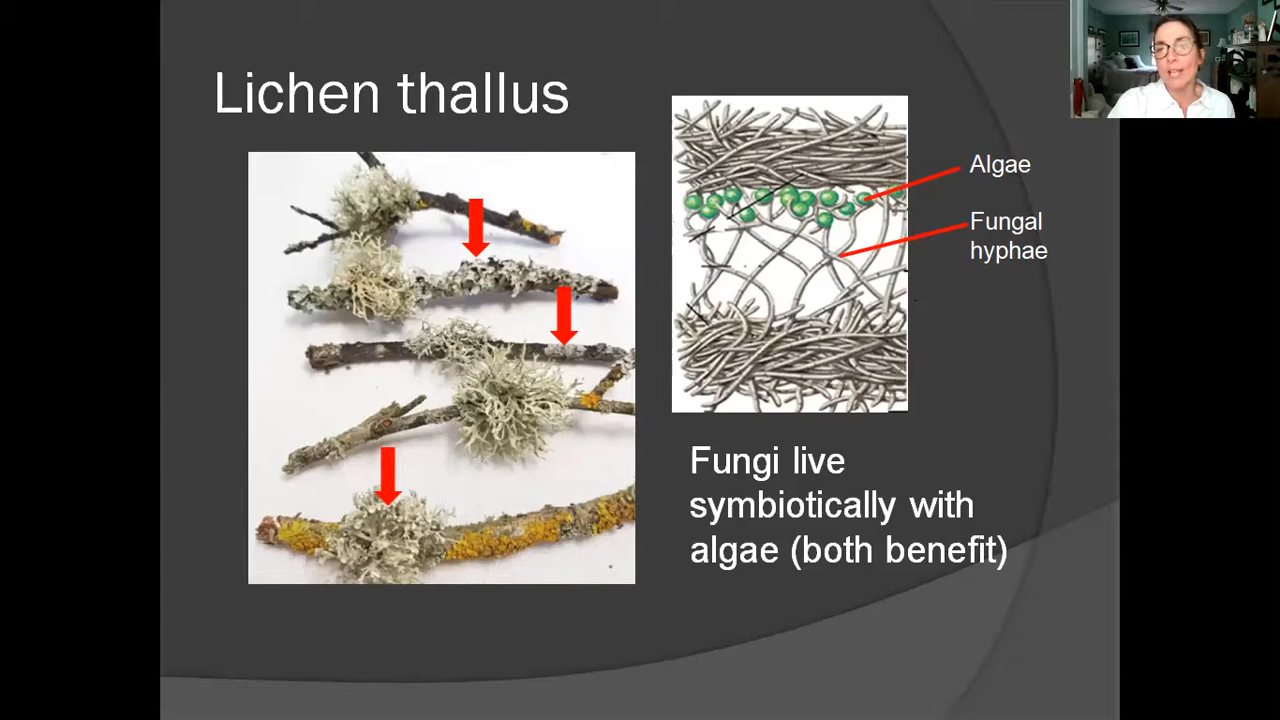 Lichen thallus
Algae
Fungal
hyphae
Fungi live
symbiotically with
algae (both benefit)